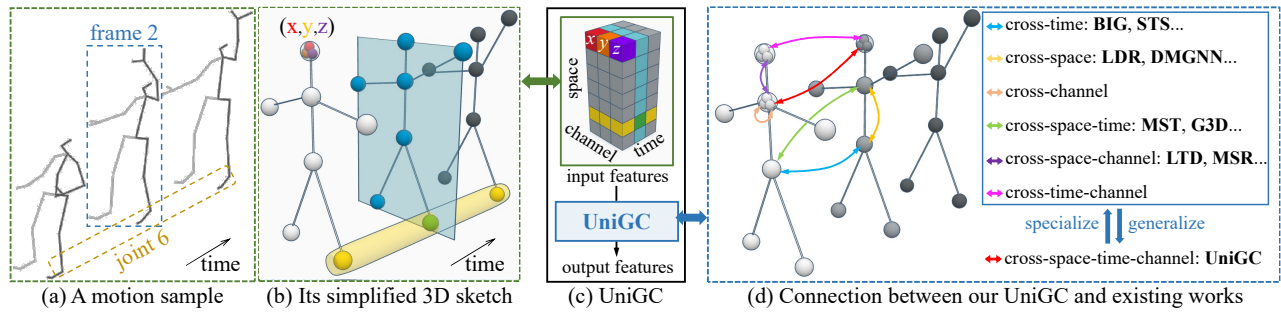 frame 2
joint 6
time
(a) A motion sample
(x,y,z)
time
(b) Its simplified 3D sketch
x y z
space
channel
time
input features
UniGC
output features
(c) UniGC
cross-time: BIG, STS...
cross-space: LDR, DMGNN...
cross-channel
cross-space-time: MST, G3D...
cross-space-channel: LTD, MSR...
cross-time-channel
specialize generalize
cross-space-time-channel: UniGC
(d) Connection between our UniGC and existing works